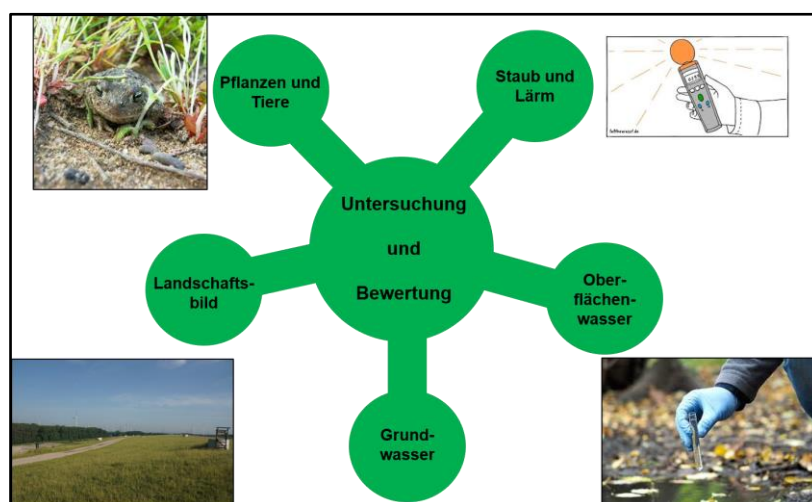 Pflanzen und
Tiere
Staub und
Lärm
Untersuchung
und
Bewertung
Landschafts-
bild
Ober-
flächen-
wasser
Grund-
wasser